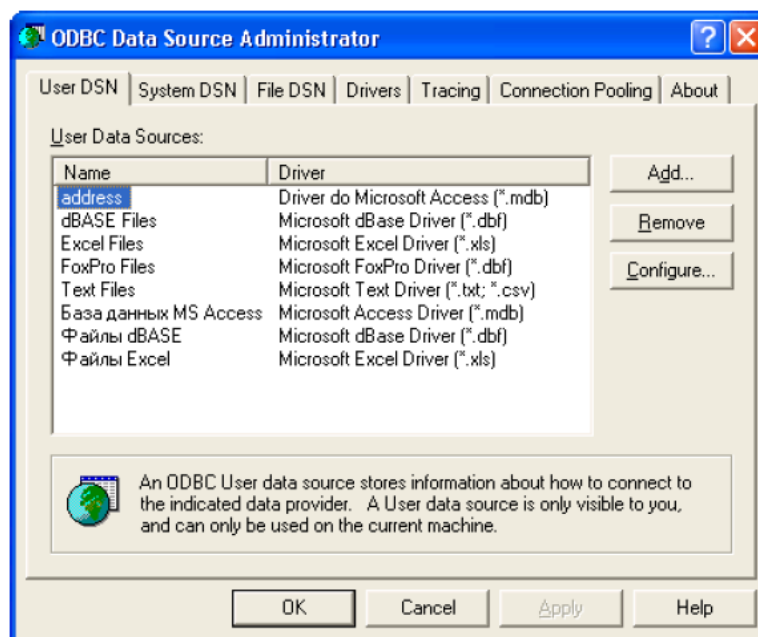 ODBC Data Source Administrator
User DSN System DSN File DSN Drivers Tracing Connection Pooling About
User Data Sources:
Name Driver
address Driver do Microsoft Access (*.mdb)
dBASE Files Microsoft dBase Driver (*.dbf)
Excel Files Microsoft Excel Driver (*.xls)
FoxPro Files Microsoft FoxPro Driver (*.dbf)
Text Files Microsoft Text Driver (*.txt; *.csv)
База данных MS Access Microsoft Access Driver (*.mdb)
Файлы dBASE Microsoft dBase Driver (*.dbf)
Файлы Excel Microsoft Excel Driver (*.xls)
Add...
Remove
Configure...
An ODBC User data source stores information about how to connect to
the indicated data provider. A User data source is only visible to you,
and can only be used on the current machine.
OK Cancel Apply Help